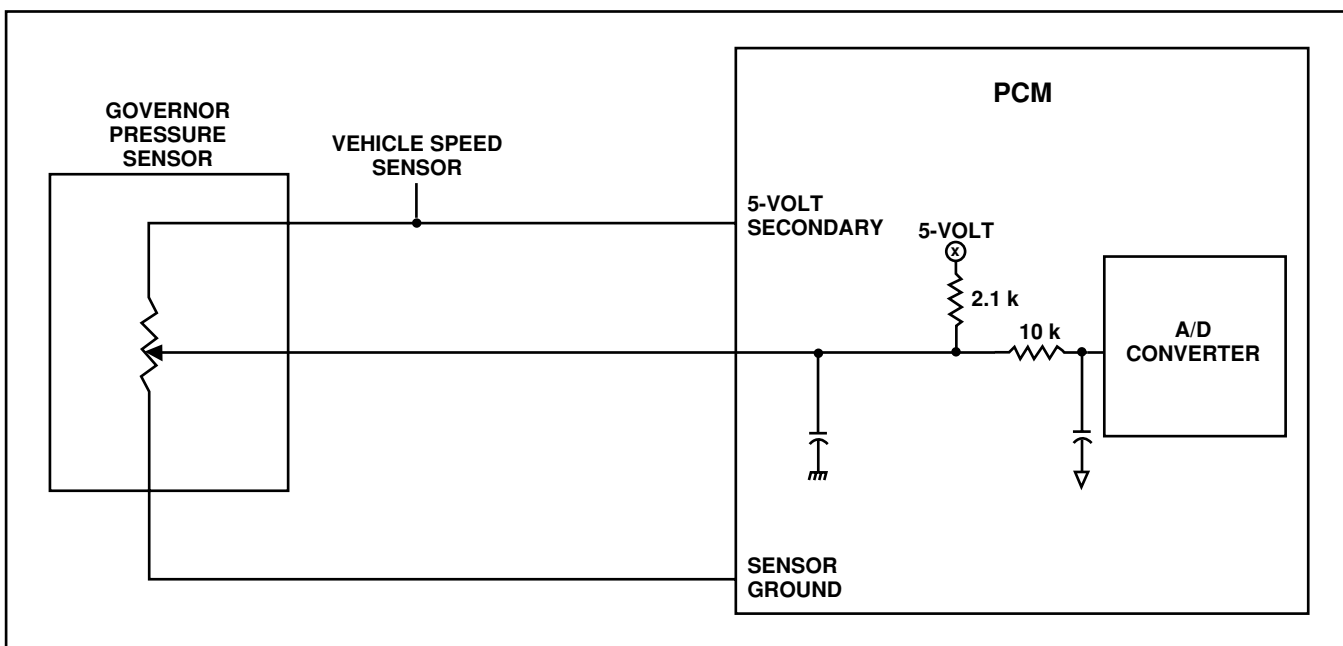 PCM
GOVERNOR
PRESSURE
SENSOR
VEHICLE SPEED
SENSOR
5-VOLT
SECONDARY
5-VOLT
X
2.1 k
10 k
A/D
CONVERTER
SENSOR
GROUND